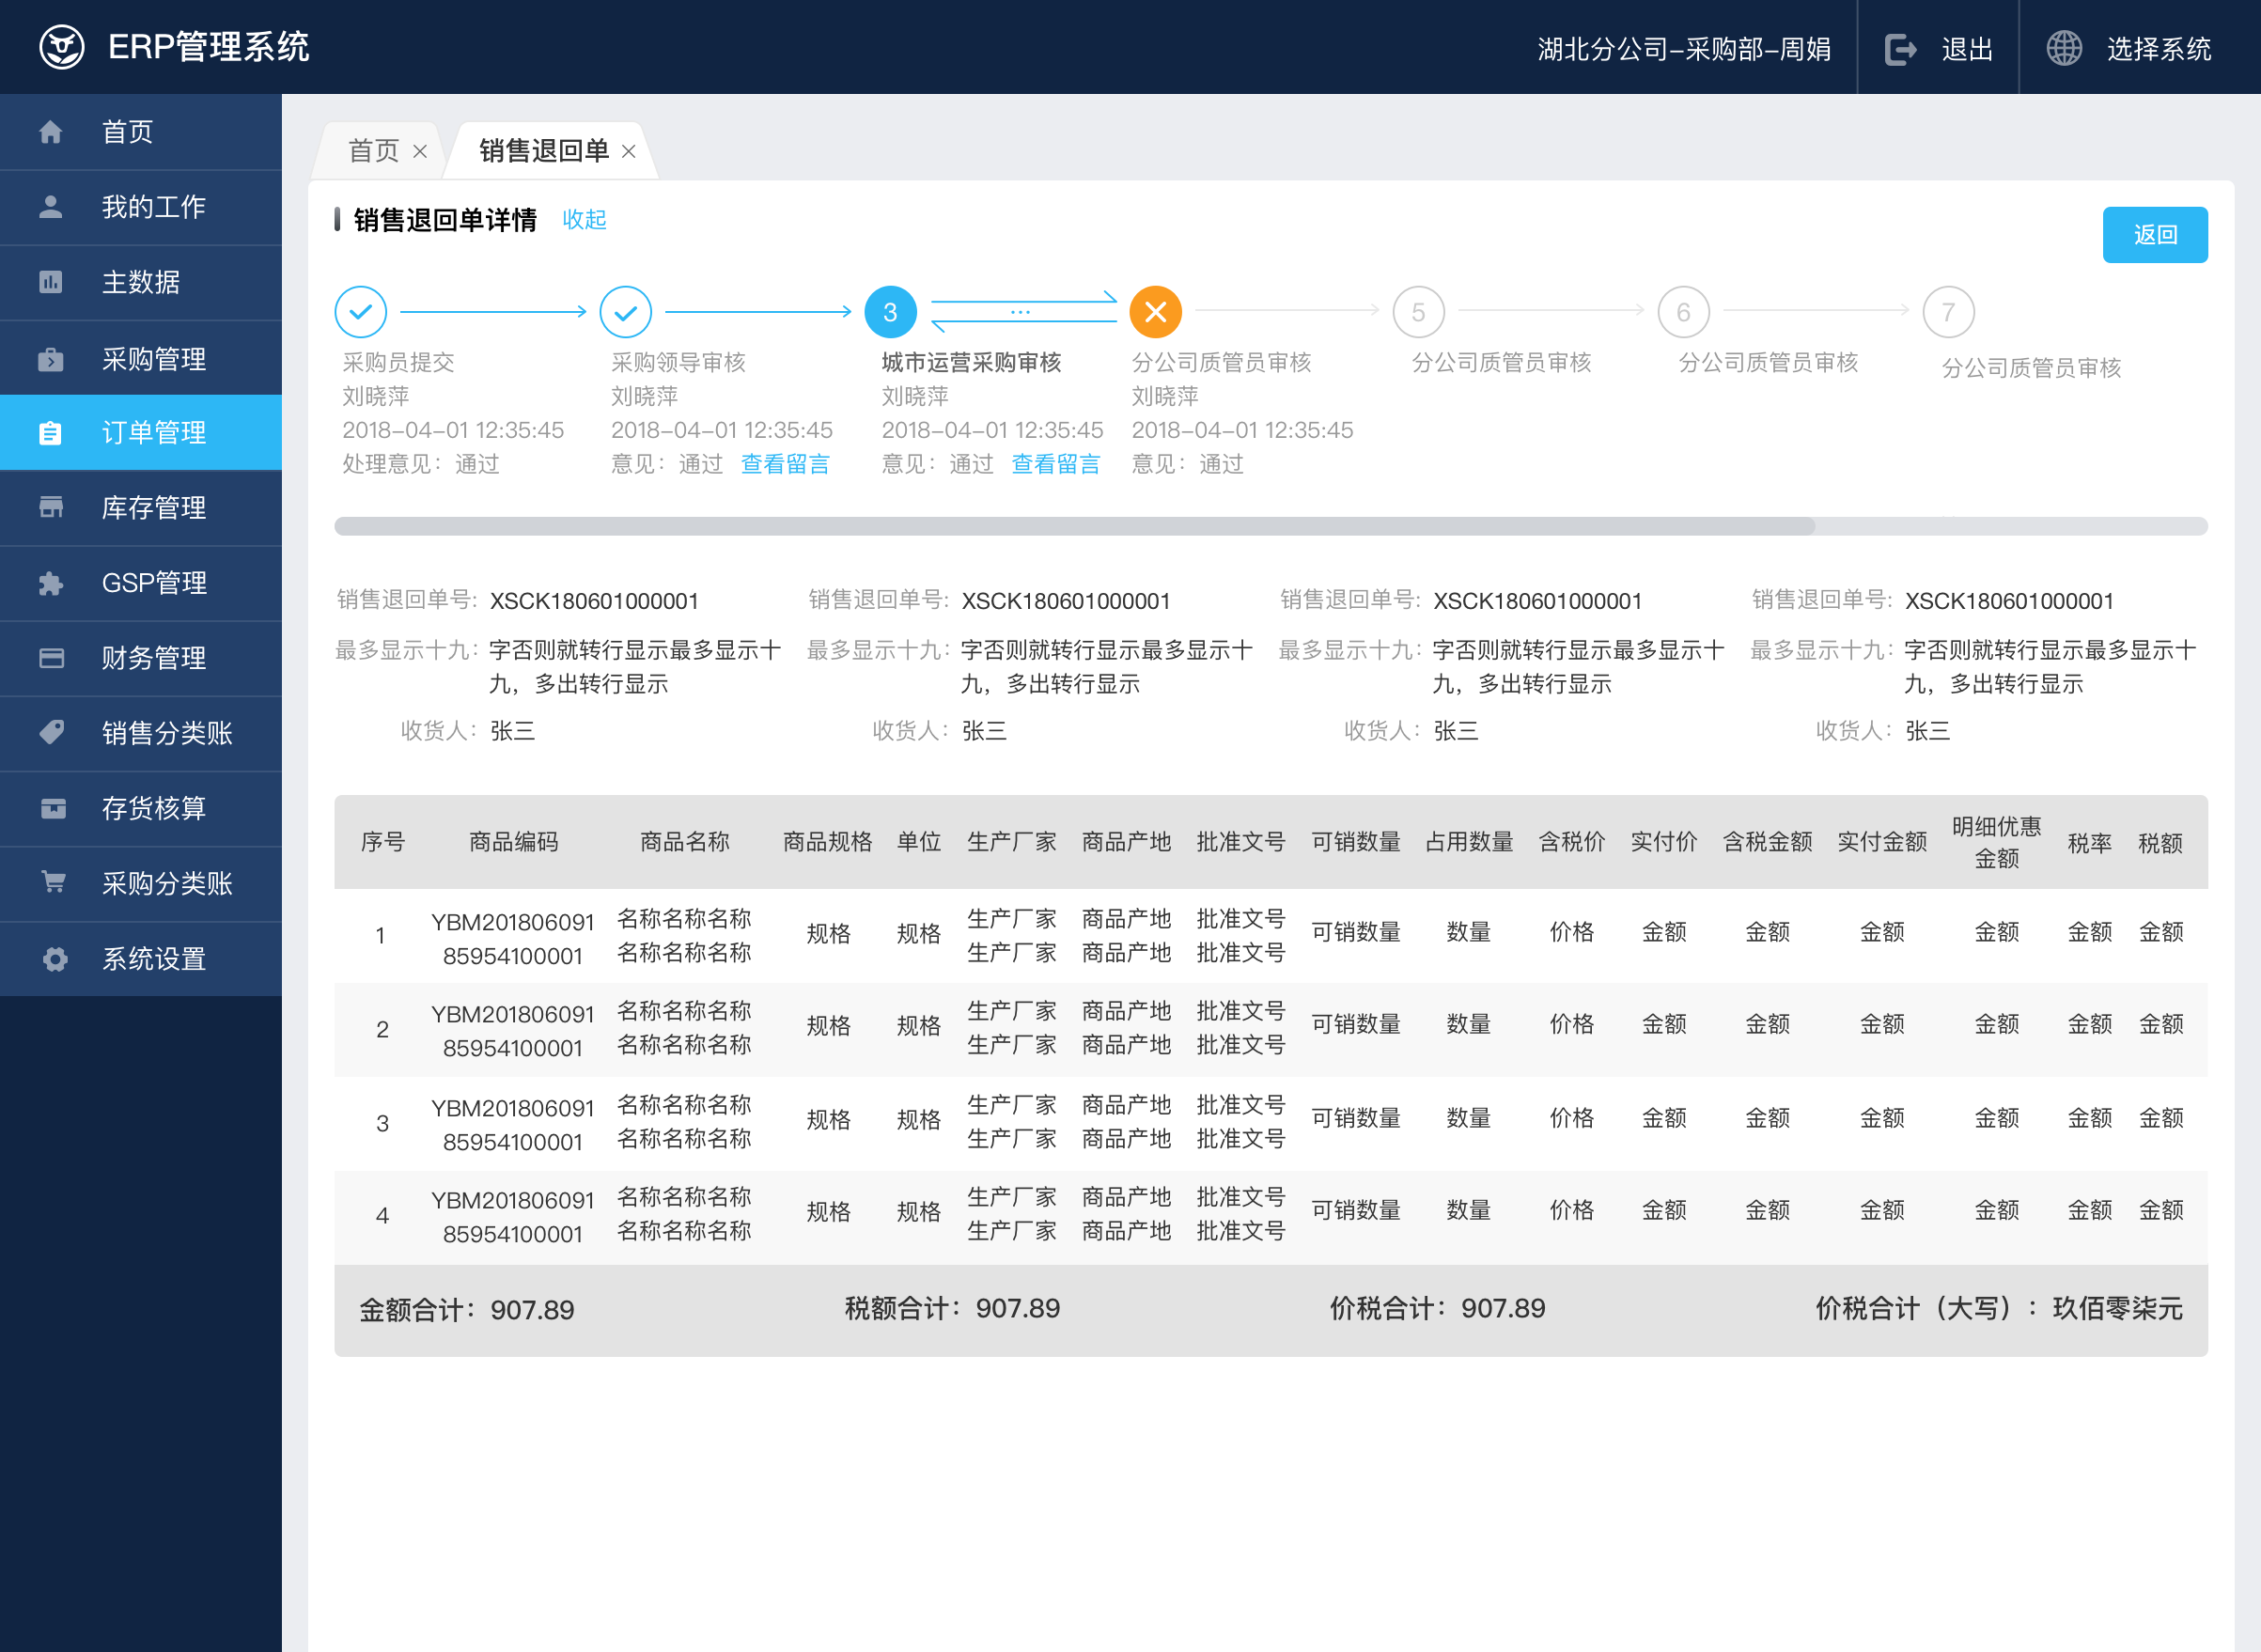 ERP管理系统
湖北分公司-采购部-周娟
退出
选择系统
首页
我的工作
主数据
采购管理
订单管理
库存管理
GSP管理
财务管理
销售分类账
存货核算
采购分类账
系统设置
首页 ×
销售退回单 ×
销售退回单详情 收起
返回
3 ··· 5 6 7
采购员提交
刘晓萍
2018-04-01 12:35:45
处理意见：通过
采购领导审核
刘晓萍
2018-04-01 12:35:45
意见：通过 查看留言
城市运营采购审核
刘晓萍
2018-04-01 12:35:45
意见：通过 查看留言
分公司质管员审核
刘晓萍
2018-04-01 12:35:45
意见：通过
分公司质管员审核
分公司质管员审核
分公司质管员审核
销售退回单号: XSCK180601000001 销售退回单号: XSCK180601000001 销售退回单号: XSCK180601000001 销售退回单号: XSCK180601000001
最多显示十九：字否则就转行显示最多显示十 最多显示十九：字否则就转行显示最多显示十 最多显示十九：字否则就转行显示最多显示十 最多显示十九：字否则就转行显示最多显示十
九，多出转行显示 九，多出转行显示 九，多出转行显示 九，多出转行显示
收货人：张三 收货人：张三 收货人：张三 收货人：张三
序号 商品编码 商品名称 商品规格 单位 生产厂家 商品产地 批准文号 可销数量 占用数量 含税价 实付价 含税金额 实付金额 明细优惠 税率 税额
金额
1 YBM201806091 名称名称名称 规格 规格 生产厂家 商品产地 批准文号 可销数量 数量 价格 金额 金额 金额 金额 金额 金额
85954100001 名称名称名称 生产厂家 商品产地 批准文号
2 YBM201806091 名称名称名称 规格 规格 生产厂家 商品产地 批准文号 可销数量 数量 价格 金额 金额 金额 金额 金额 金额
85954100001 名称名称名称 生产厂家 商品产地 批准文号
3 YBM201806091 名称名称名称 规格 规格 生产厂家 商品产地 批准文号 可销数量 数量 价格 金额 金额 金额 金额 金额 金额
85954100001 名称名称名称 生产厂家 商品产地 批准文号
4 YBM201806091 名称名称名称 规格 规格 生产厂家 商品产地 批准文号 可销数量 数量 价格 金额 金额 金额 金额 金额 金额
85954100001 名称名称名称 生产厂家 商品产地 批准文号
金额合计：907.89 税额合计：907.89 价税合计：907.89 价税合计（大写）：玖佰零柒元